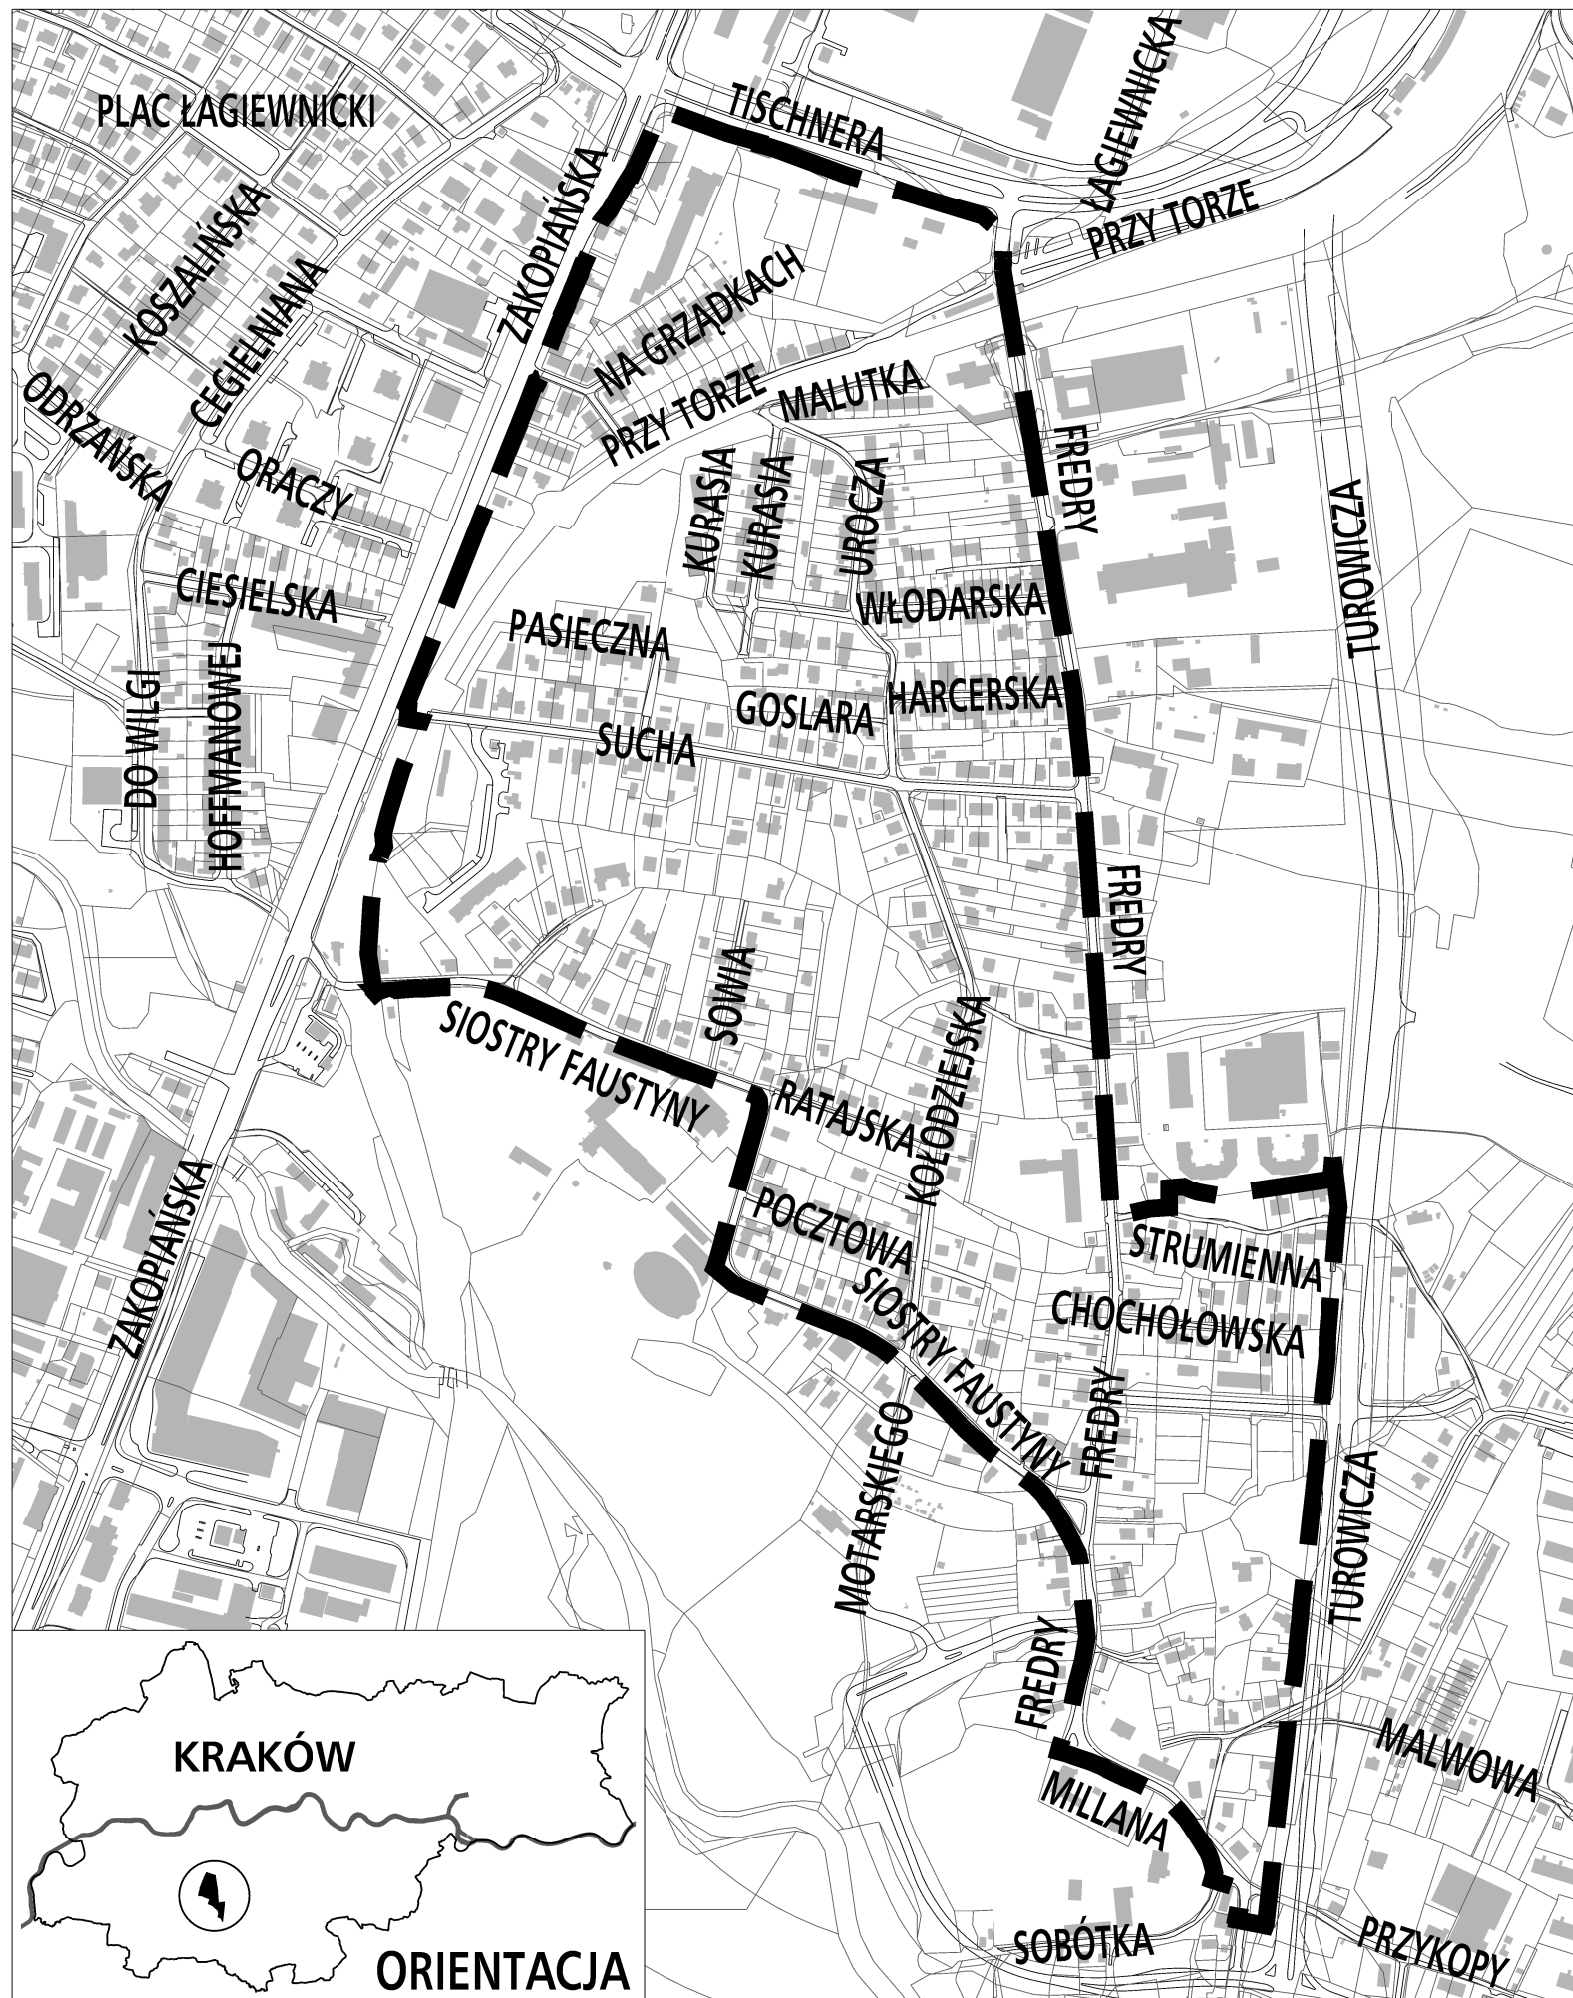 PLAC ŁAGIEWNICKI
TISCHNERA
ŁAGIEWNICKA
PRZY TORZE
ZAKOPIAŃSKA
KOSZALIŃSKA
CEGIELNIANA
NA GRZĄDKACH
PRZY TORZE
MALUTKA
ODRZAŃSKA
ORACZY
KURASIA
KURASIA
UROCZA
FREDRY
TUROWICZA
CIESIELSKA
PASIECZNA
WŁODARSKA
HARCERSKA
GOSLARA
SUCHA
DO WILGI
HOFFMANOWEJ
FREDRY
SOWIA
SIOSTRY FAUSTYNY
RATAJSKA
KOŁODZIEJSKA
ZAKOPIAŃSKA
POCZTOWA
SIOSTRY FAUSTYNY
STRUMIENNA
CHOCHOŁOWSKA
FREDRY
MOTARSKIEGO
TUROWICZA
FREDRY
MALWOWA
MILLANA
SOBÓTKA
PRZYKOPY
KRAKÓW
ORIENTACJA